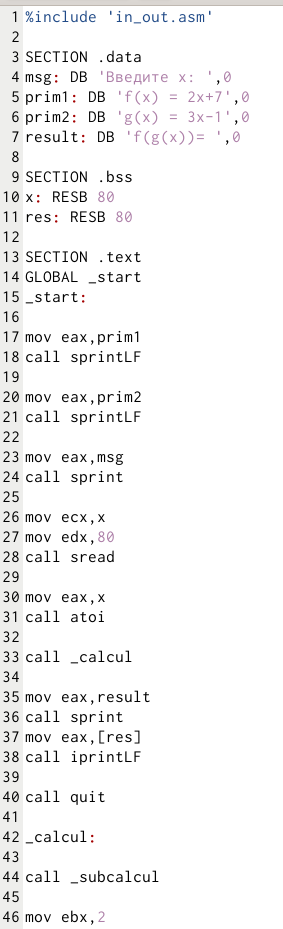 1 %include 'in_out.asm'
2
3 SECTION .data
4 msg: DB 'Введите x: ',0
5 prim1: DB 'f(x) = 2x+7',0
6 prim2: DB 'g(x) = 3x-1',0
7 result: DB 'f(g(x))= ',0
8
9 SECTION .bss
10 x: RESB 80
11 res: RESB 80
12
13 SECTION .text
14 GLOBAL _start
15 _start:
16
17 mov eax,prim1
18 call sprintLF
19
20 mov eax,prim2
21 call sprintLF
22
23 mov eax,msg
24 call sprint
25
26 mov ecx,x
27 mov edx,80
28 call sread
29
30 mov eax,x
31 call atoi
32
33 call _calcul
34
35 mov eax,result
36 call sprint
37 mov eax,[res]
38 call iprintLF
39
40 call quit
41
42 _calcul:
43
44 call _subcalcul
45
46 mov ebx,2